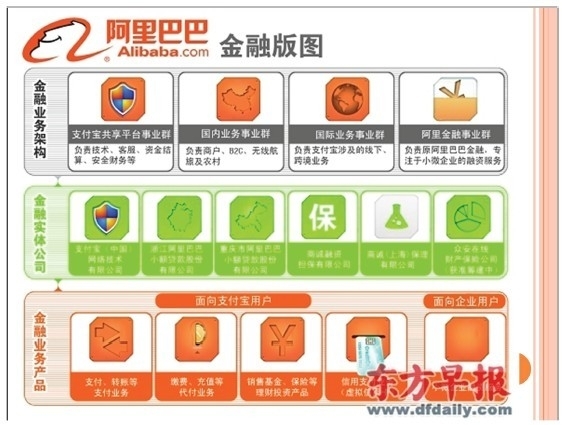 阿里巴巴
Alibaba.com
金融版图
金融业务架构
支付宝共享平台事业群
负责技术、客服、资金结
算、安全财务等
国内业务事业群
负责商户、B2C、无线航
旅及农村
国际业务事业群
负责支付宝涉及的线下、
跨境业务
阿里金融事业群
负责原阿里巴巴金融，专
注于小微企业的融资服务
金融实体公司
支付宝（中国）
网络技术
有限公司
浙江阿里巴巴
小额贷款股份
有限公司
重庆市阿里巴巴
小额贷款股份
有限公司
保
商诚融资
担保有限公司
商诚(上海)保理
有限公司
众安在线
财产保险公司
金融业务产品
面向支付宝用户
面向企业用户
支付、转账等
支付业务
缴费、充值等
代付业务
销售基金、保险等
理财投资产品
信用支
东方早报
www.dfdaily.com